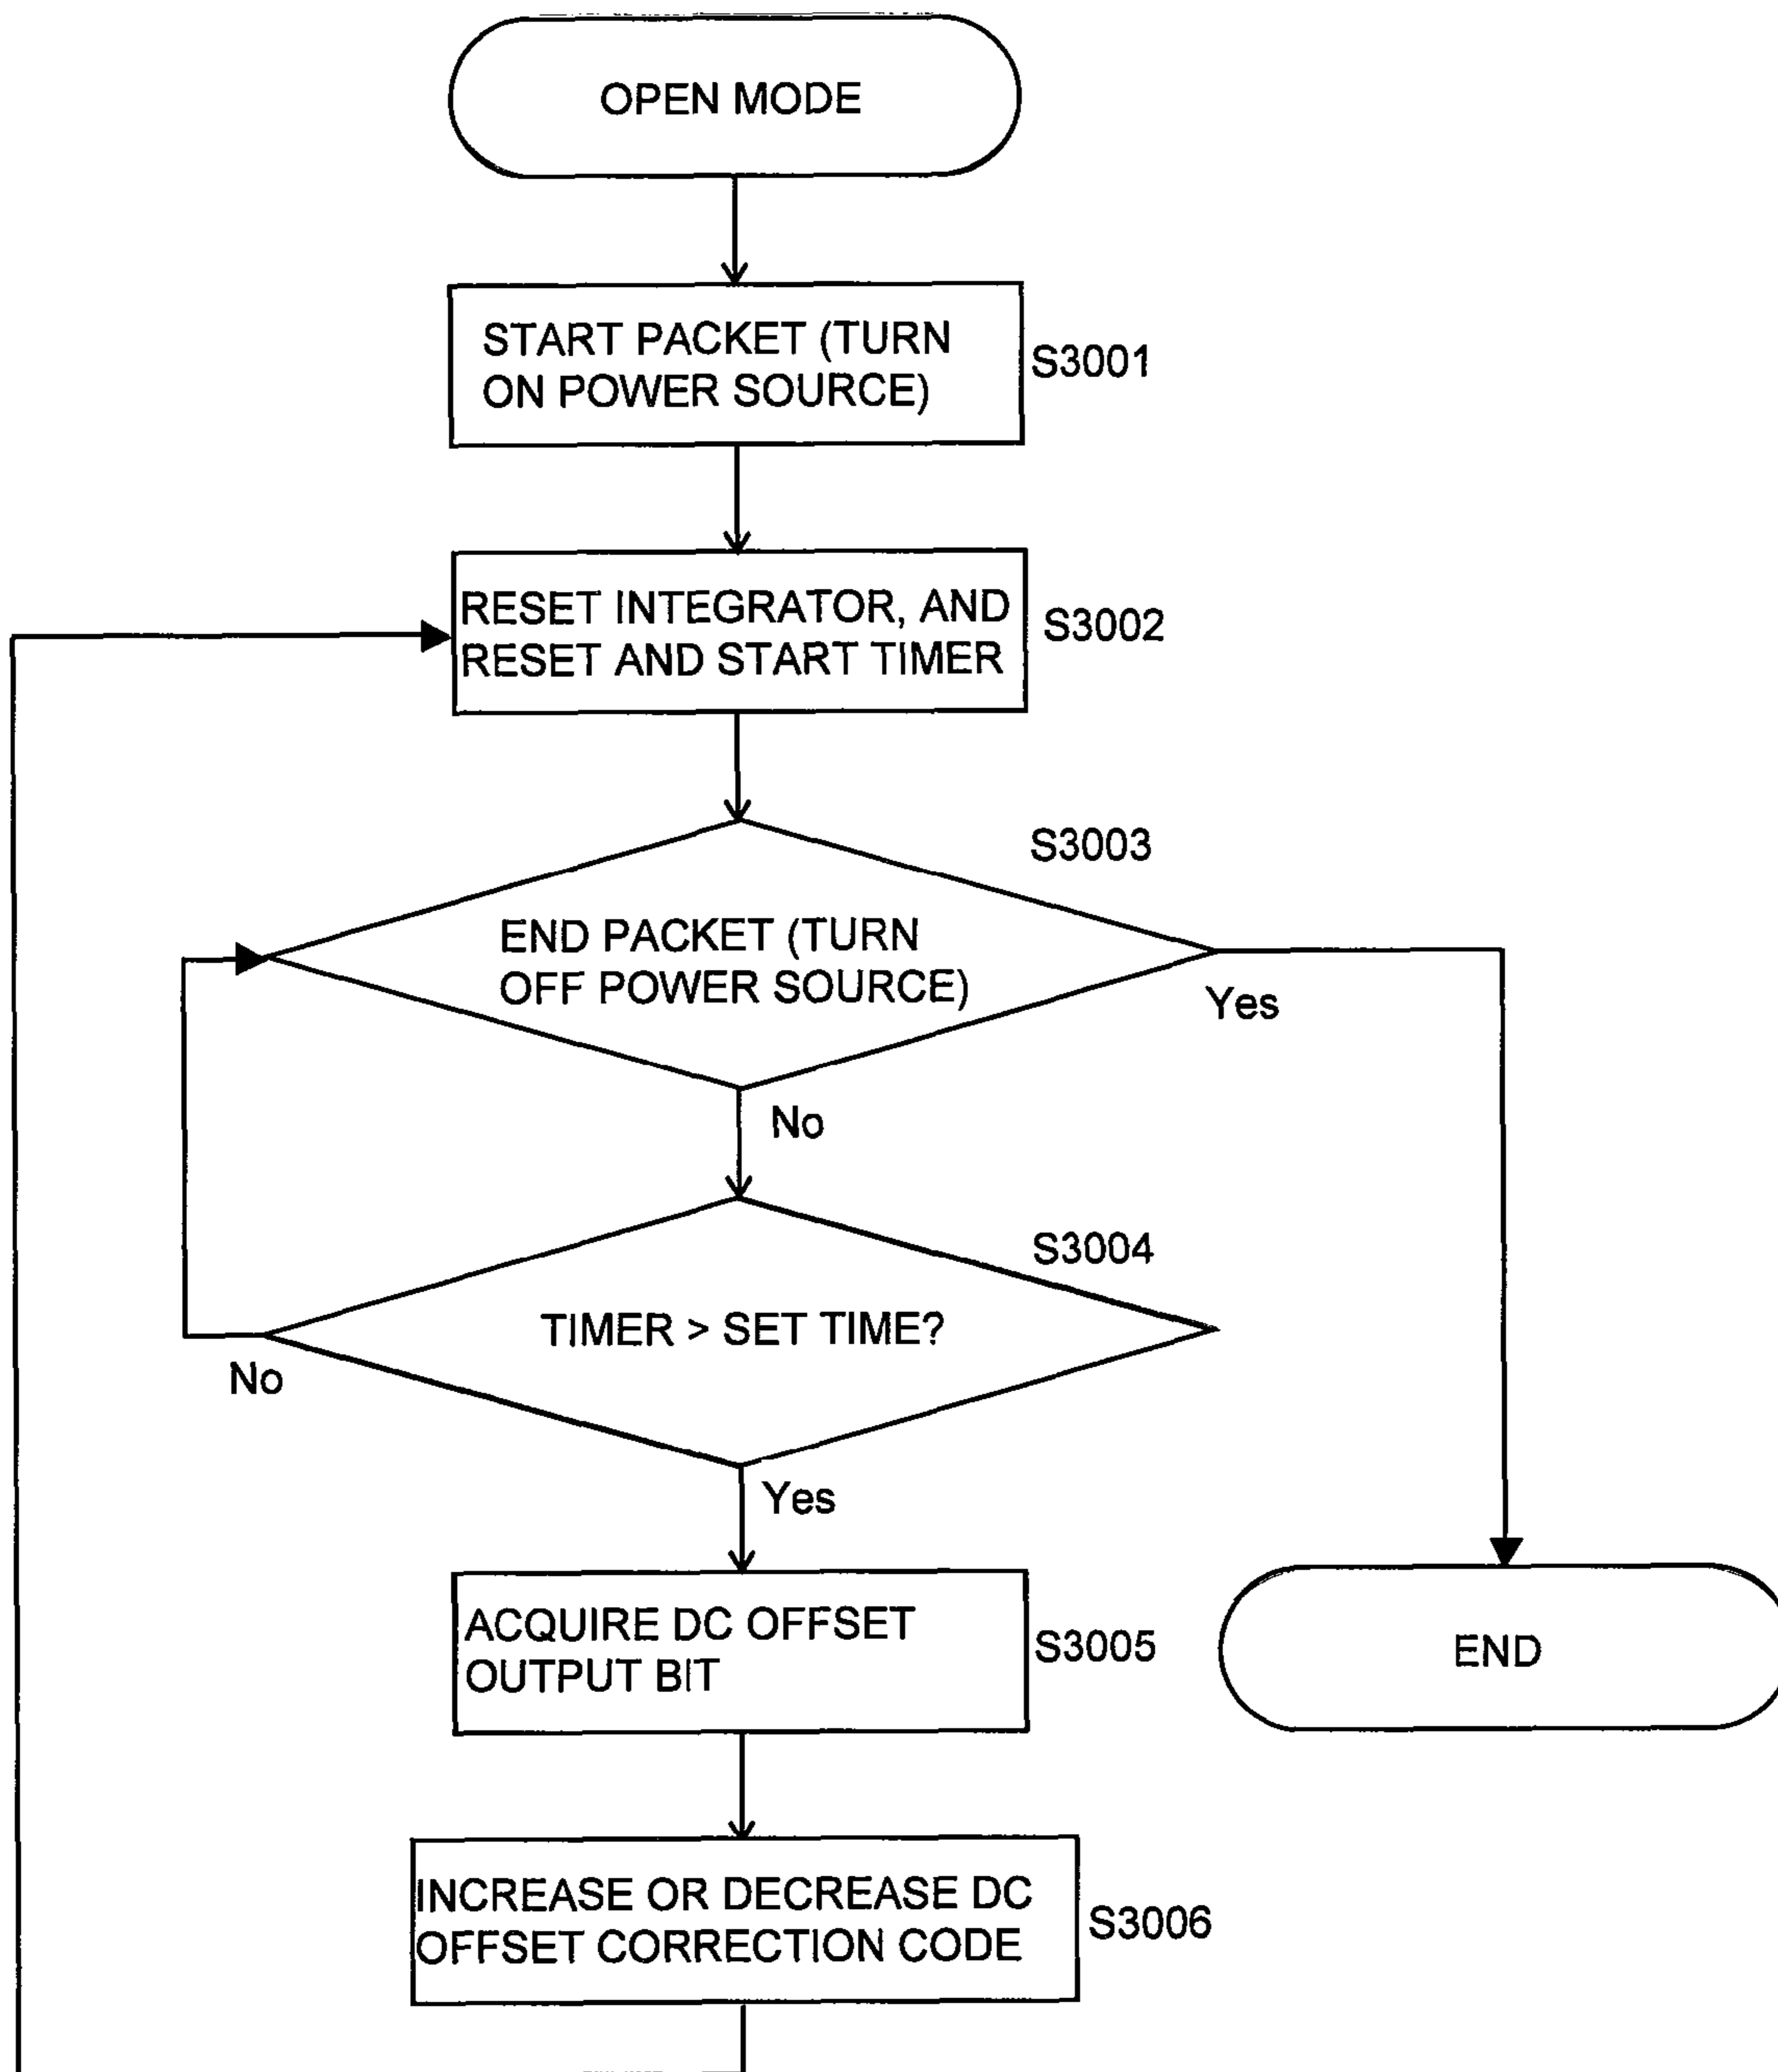 OPEN MODE
START PACKET (TURN
ON POWER SOURCE)
S3001
RESET INTEGRATOR, AND
RESET AND START TIMER
S3002
S3003
END PACKET (TURN
OFF POWER SOURCE)
Yes
No
S3004
TIMER > SET TIME?
No
Yes
ACQUIRE DC OFFSET
OUTPUT BIT
S3005
END
INCREASE OR DECREASE DC
OFFSET CORRECTION CODE
S3006